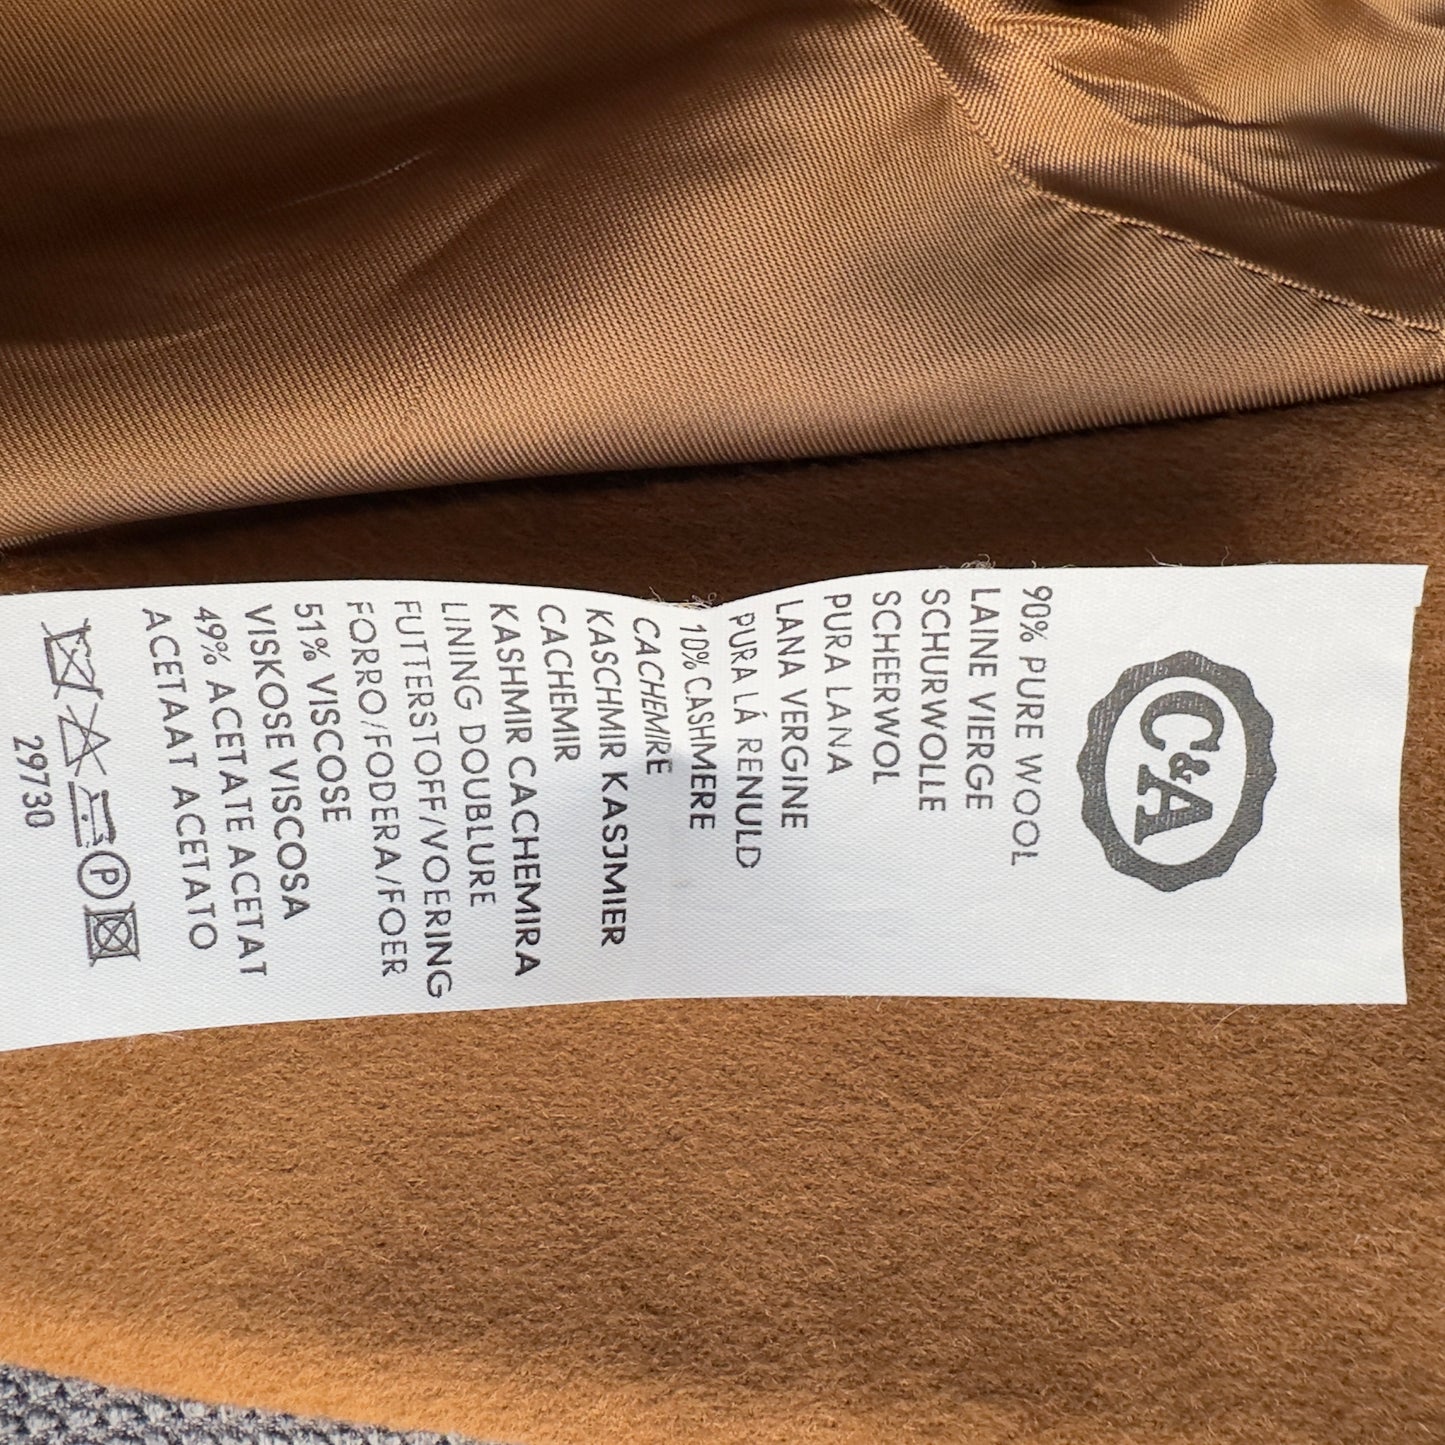 C&A
90% PURE WOOL
LAINE VIERGE
SCHURWOLLE
SCHEERWOL
PURA LANA
LANA VERGINE
PURA LÁ RENULD
10% CASHMERE
CACHEMIRE
KASCHMIR KASJMIER
CACHEMIR
KASHMIR CACHEMIRA
LINING DOUBLURE
FUTTERSTOFF/VOERING
FORRO/FODERA/FOER
51% VISCOSE
VISKOSE VISCOSA
49% ACETATE ACETAT
ACETAAT ACETATO
P
29730